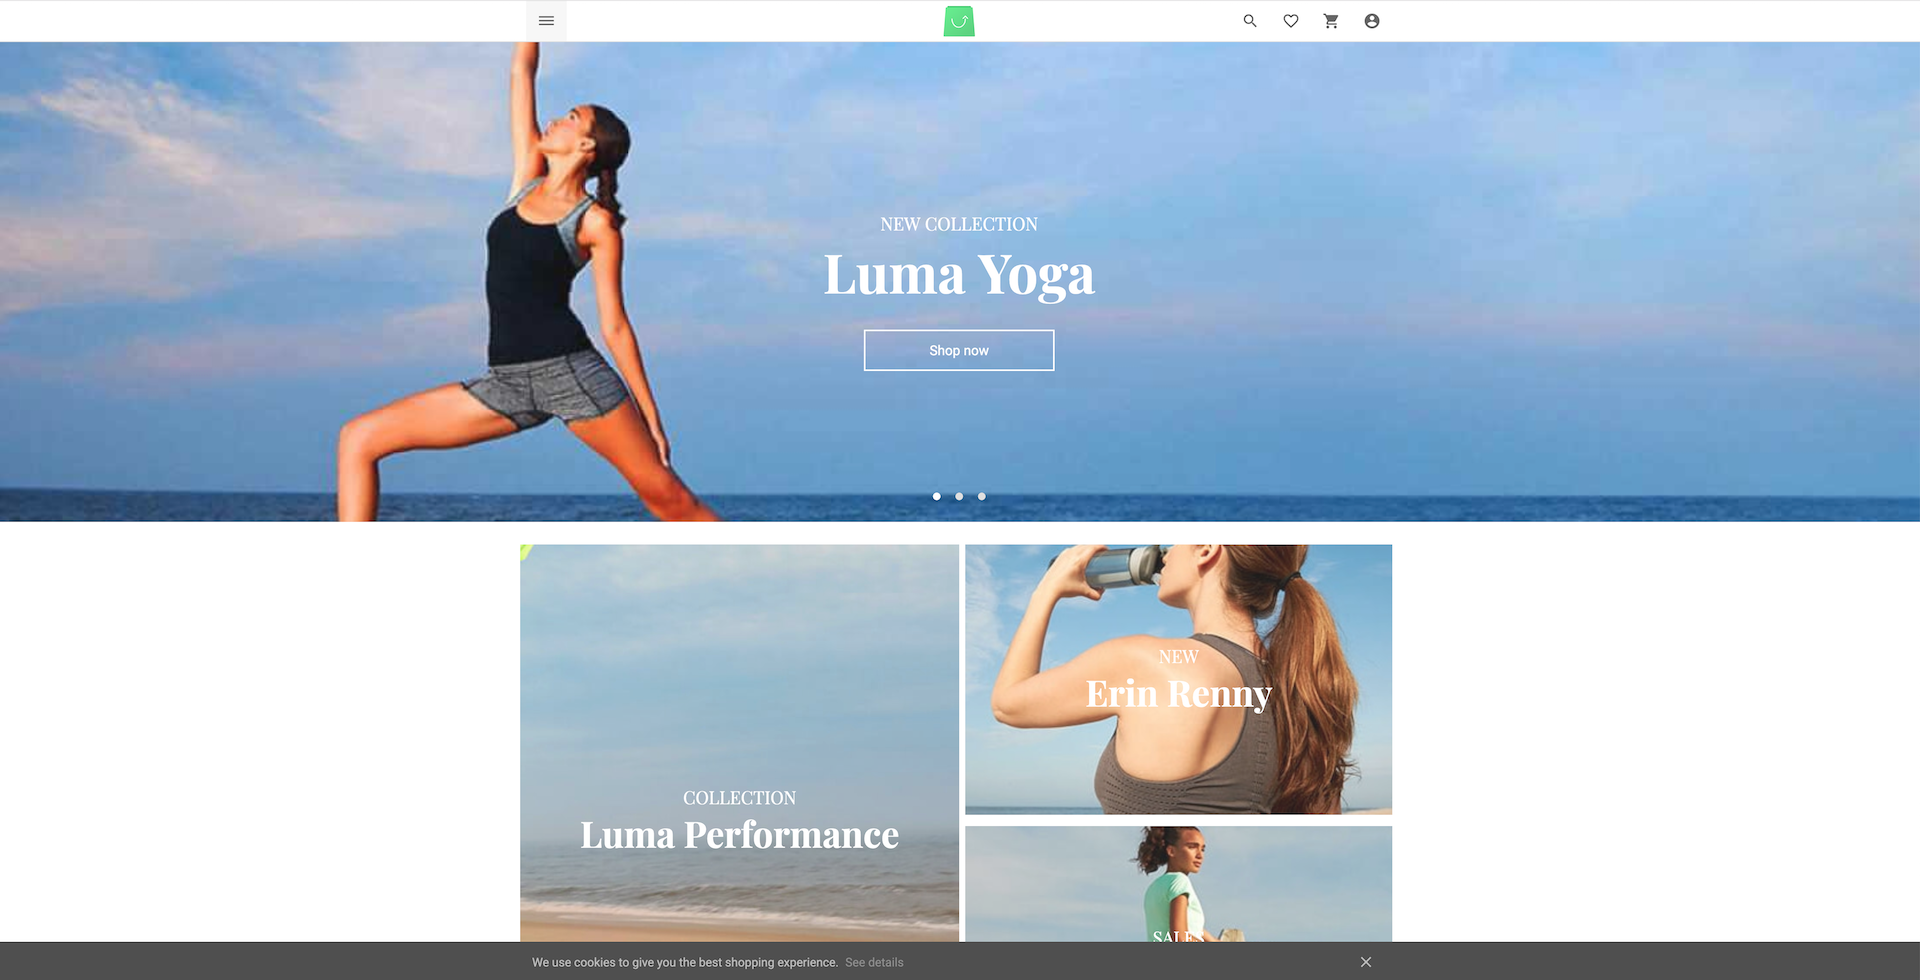 NEW COLLECTION
Luma Yoga
Shop now
COLLECTION
Luma Performance
NEW
Erin Renny
SALES
We use cookies to give you the best shopping experience. See details